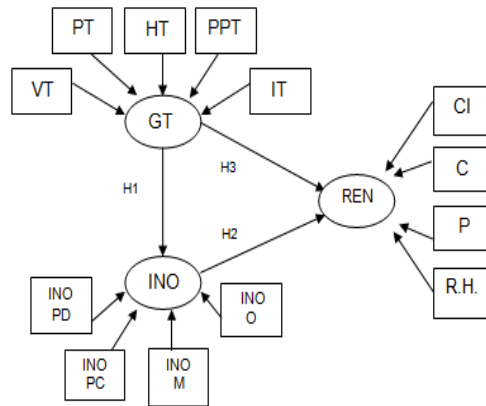 PT
HT
PPT
VT
IT
GT
CI
C
H3
H1
REN
P
H2
R.H.
INO
INO
PD
INO
O
INO
PC
INO
M